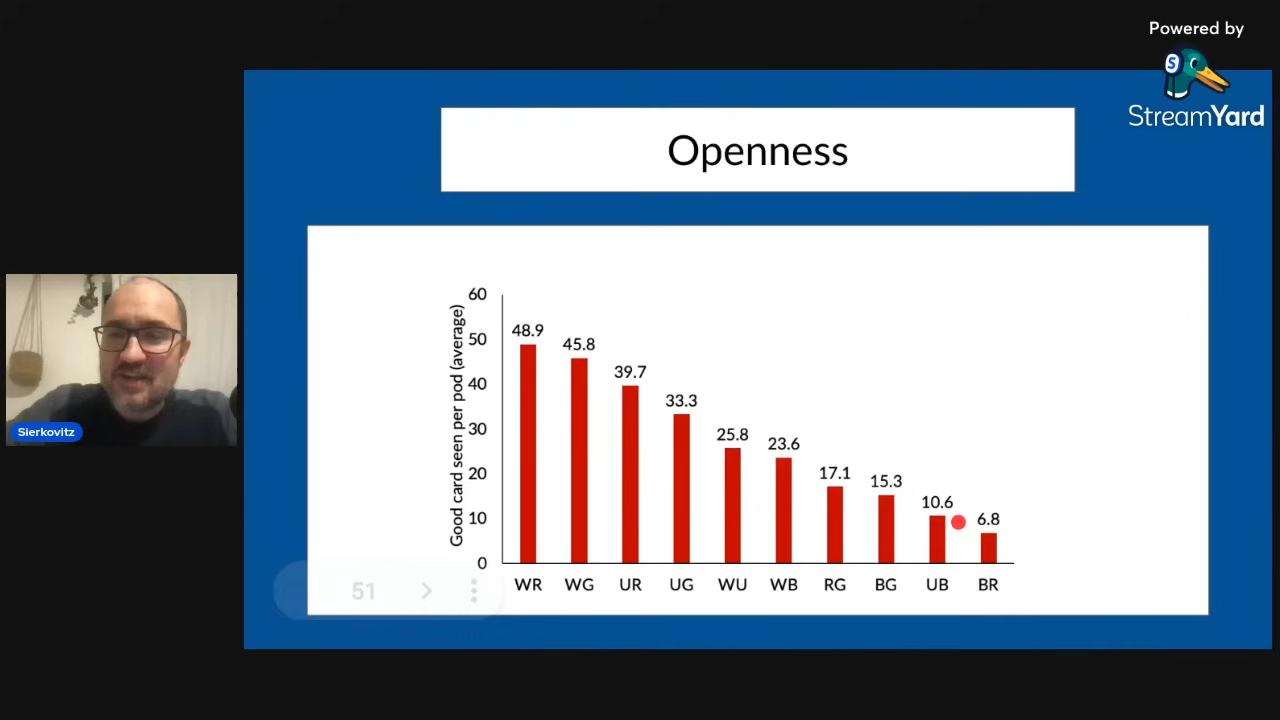 Powered by
StreamYard
Openness
Good card seen per pod (average)
60
50
40
30
20
10
0
48.9
45.8
39.7
33.3
25.8
23.6
17.1
15.3
10.6
6.8
WR WG UR UG WU WB RG BG UB BR
51
Sierkovitz
S